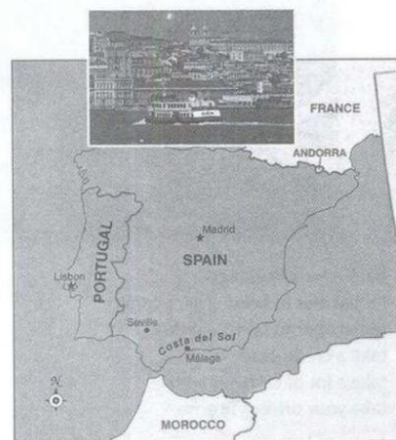 FRANCE
ANDORRA
Madrid
PORTUGAL
SPAIN
Lisbon
Seville
Costa del Sol
Málaga
N
MOROCCO